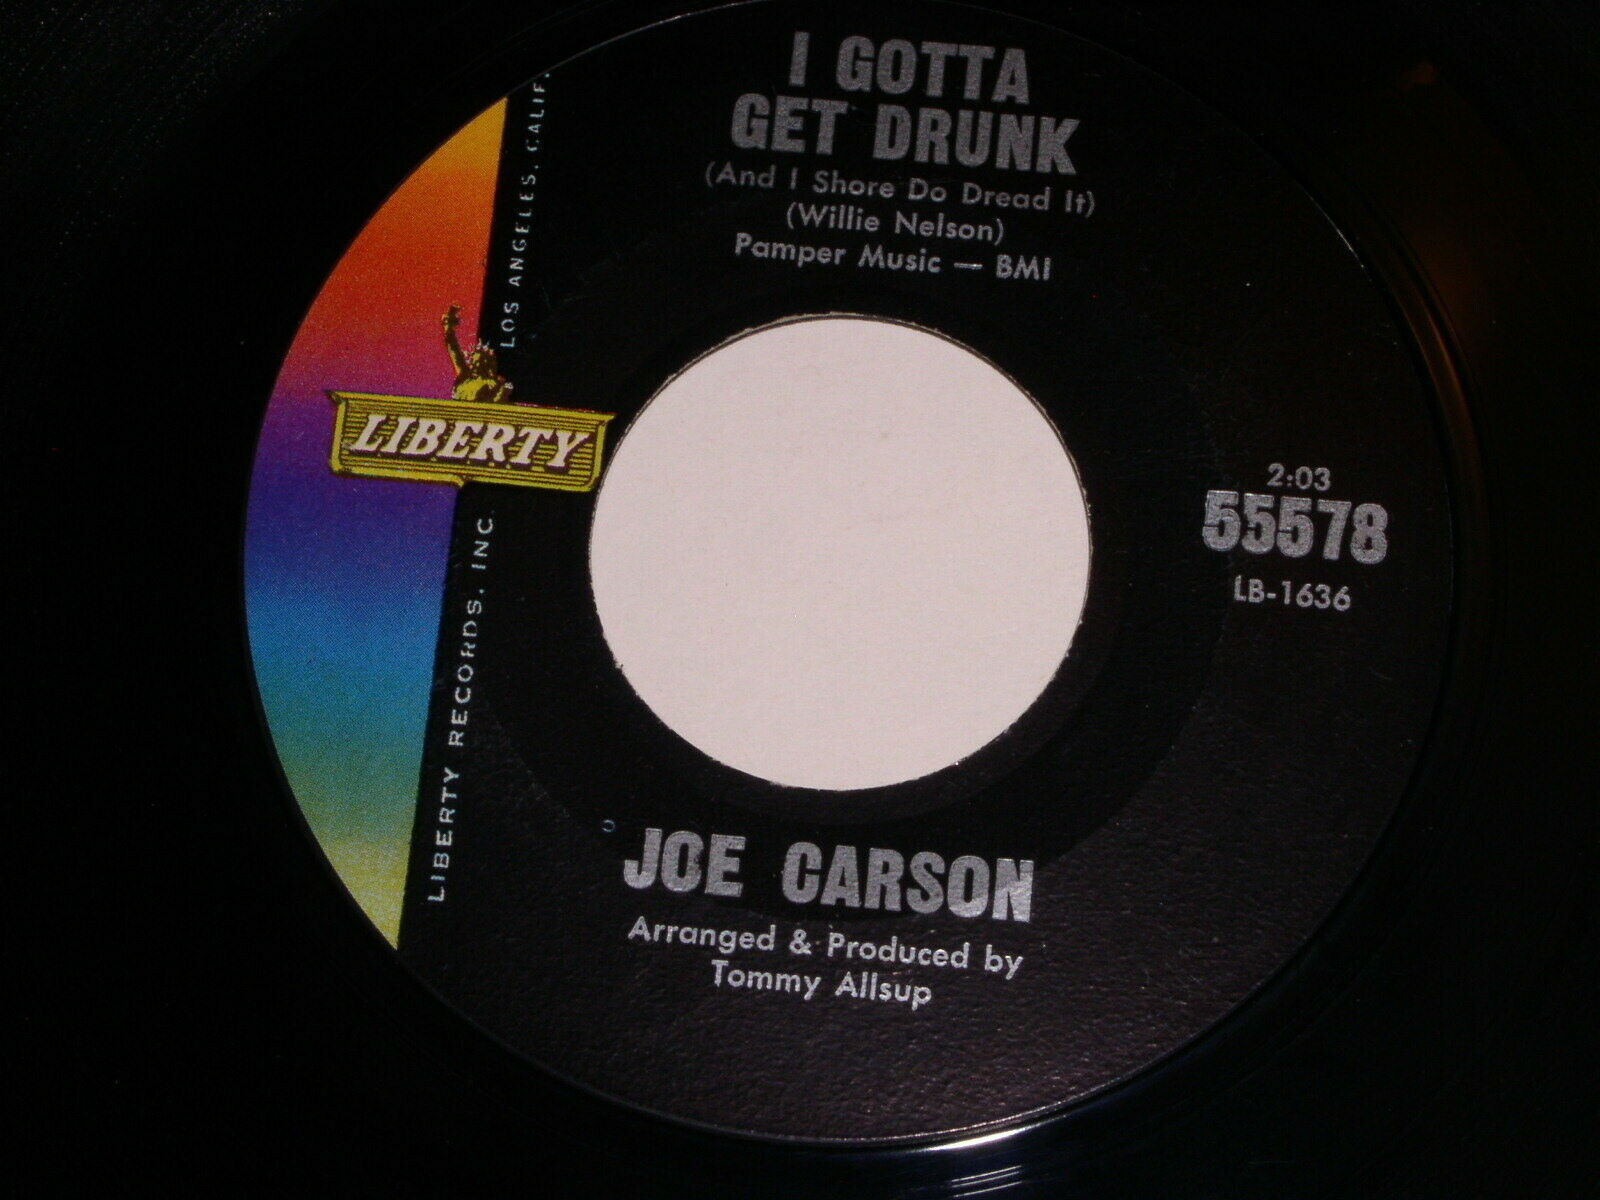 I GOTTA
GET DRUNK
(And I Shore Do Dread It)
(Willie Nelson)
Pamper Music — BMI
LIBERTY
LIBERTY RECORDS, INC. LOS ANGELES, CALIF.
2:03
55578
LB-1636
JOE CARSON
Arranged & Produced by
Tommy Allsup